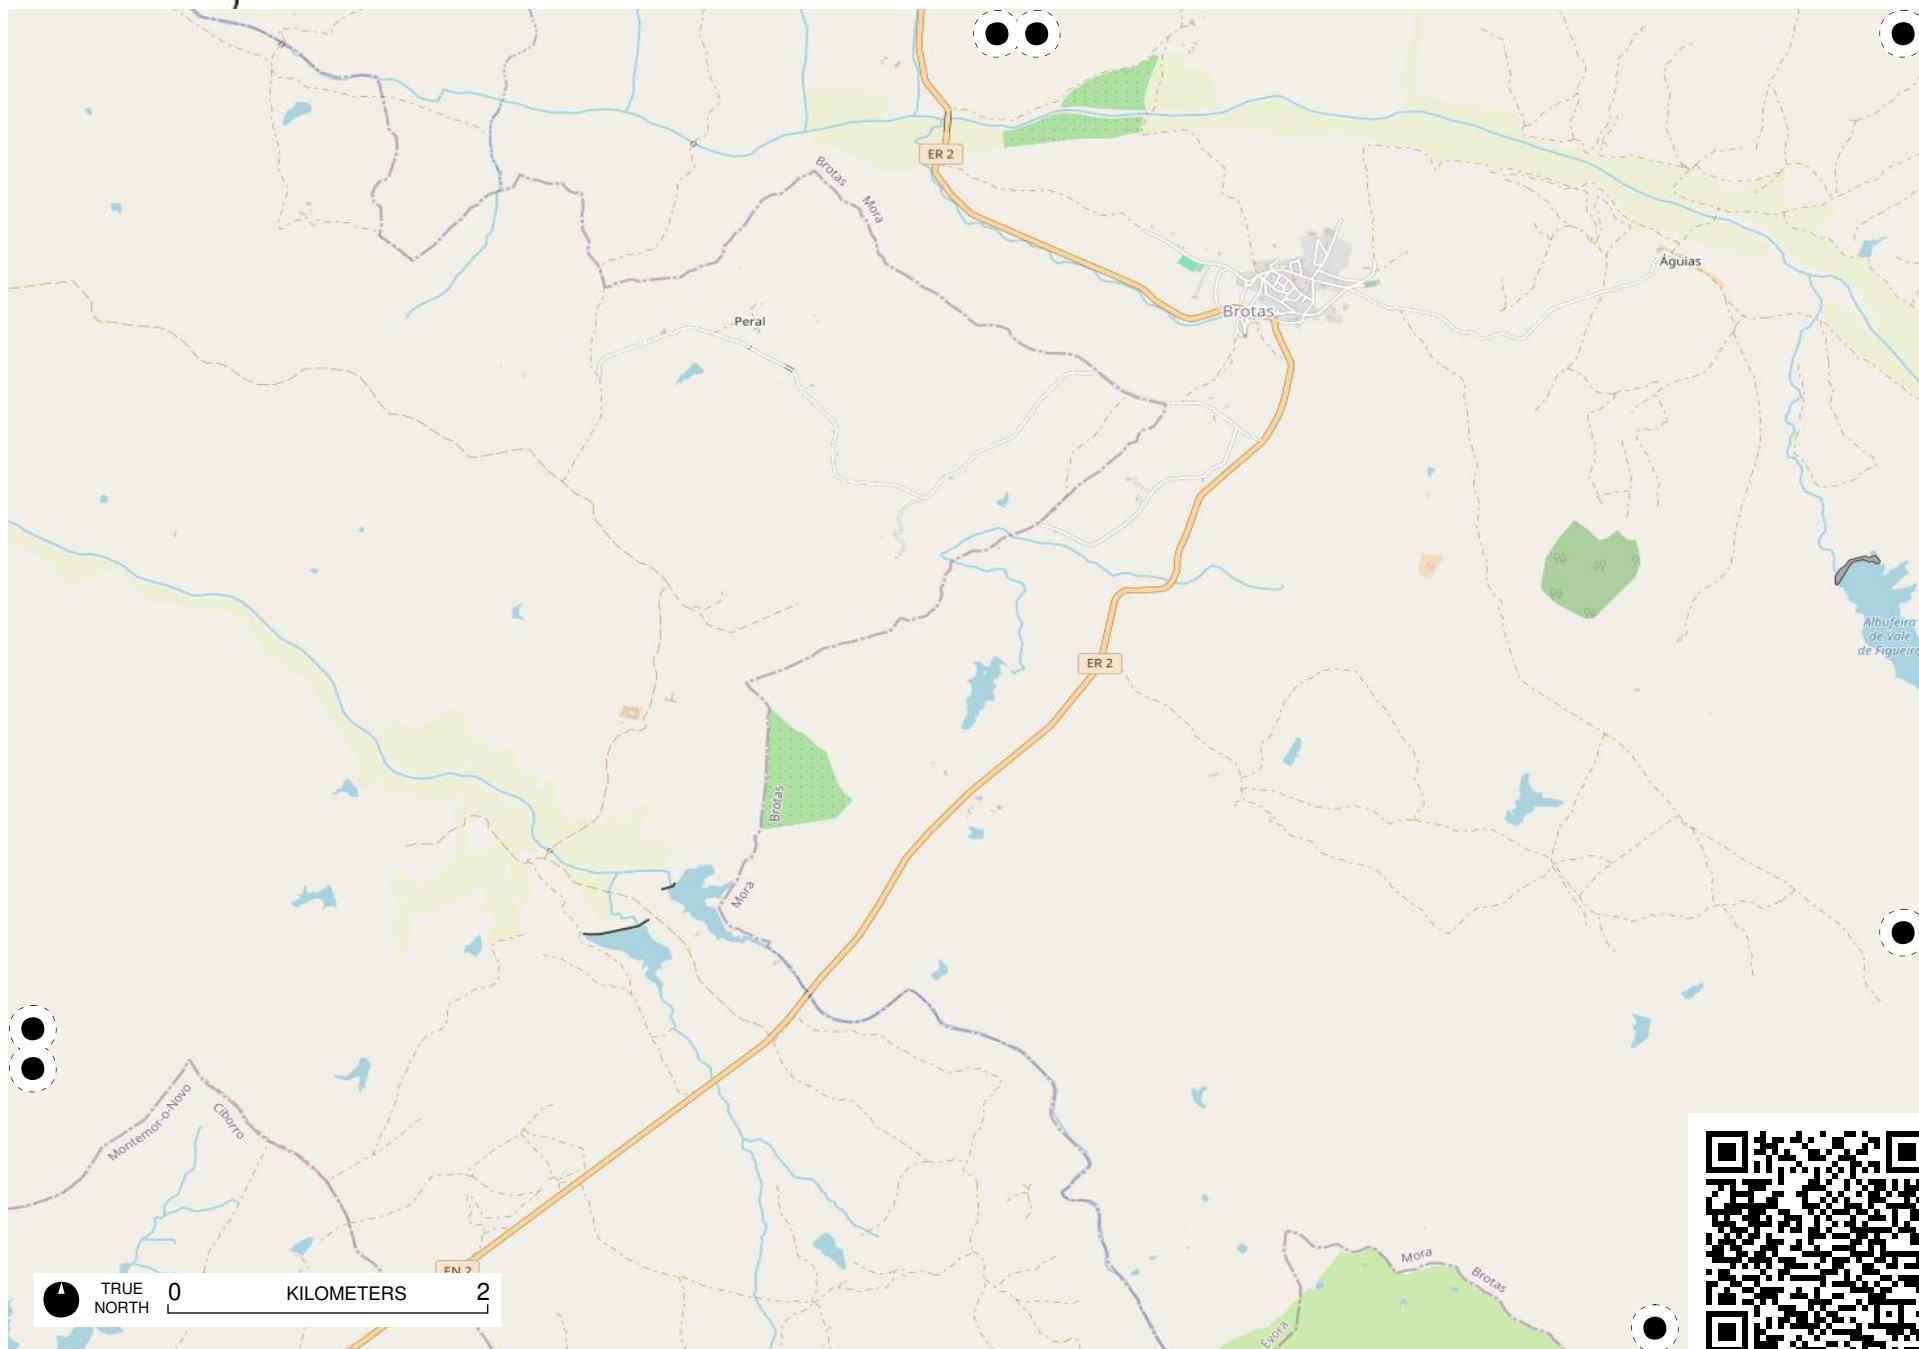 ER 2
Brotas
Mora
Águias
Brotas
Peral
Albufeira
de Vale
de Figueira
ER 2
Brotas
Mora
Montemor-o-Novo
Ciborro
EN 2
Mora
Brotas
Évora
TRUE
NORTH
0 KILOMETERS 2